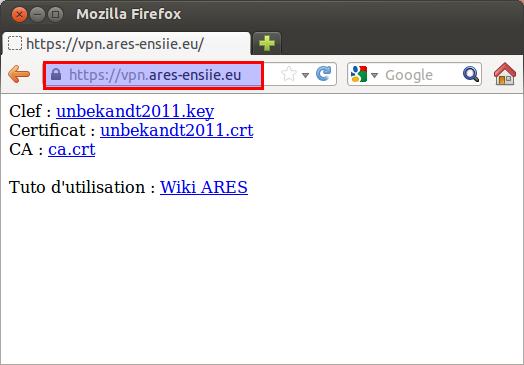 Mozilla Firefox
https://vpn.ares-ensiie.eu/
https://vpn.ares-ensiie.eu
Google
Clef : unbekandt2011.key
Certificat : unbekandt2011.crt
CA : ca.crt
Tuto d'utilisation : Wiki ARES